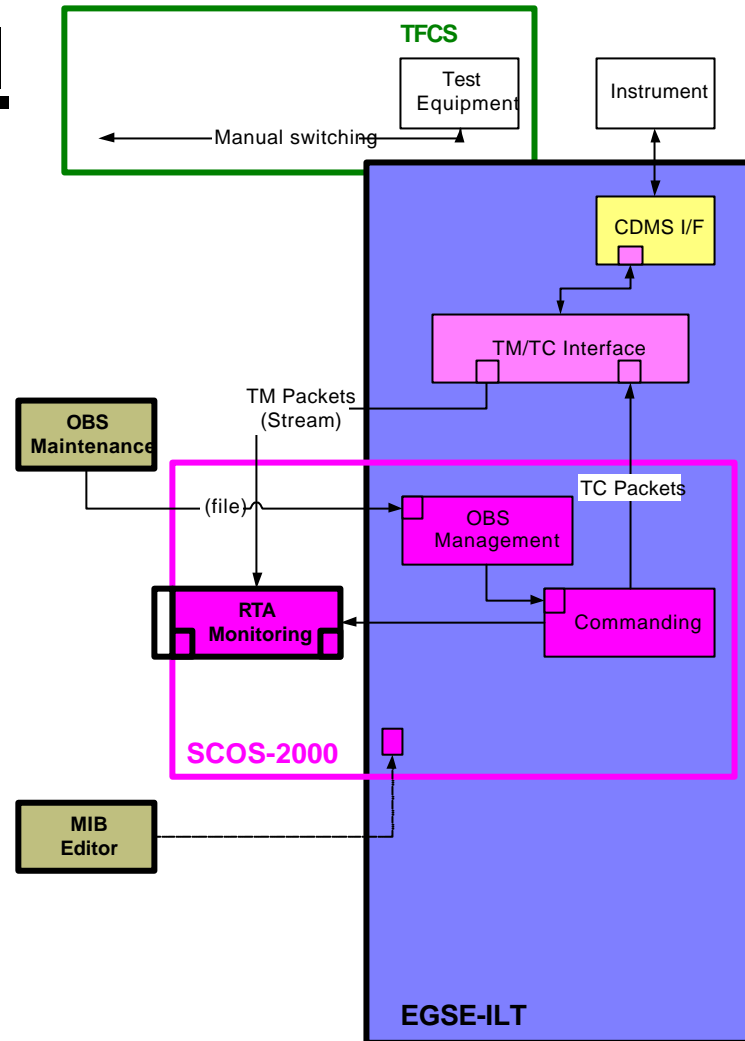 TFCS
Test
Equipment
Instrument
Manual switching
CDMS I/F
TM/TC Interface
TM Packets
(Stream)
OBS
Maintenance
TC Packets
(file)
OBS
Management
RTA
Monitoring
Commanding
SCOS-2000
MIB
Editor
EGSE-ILT